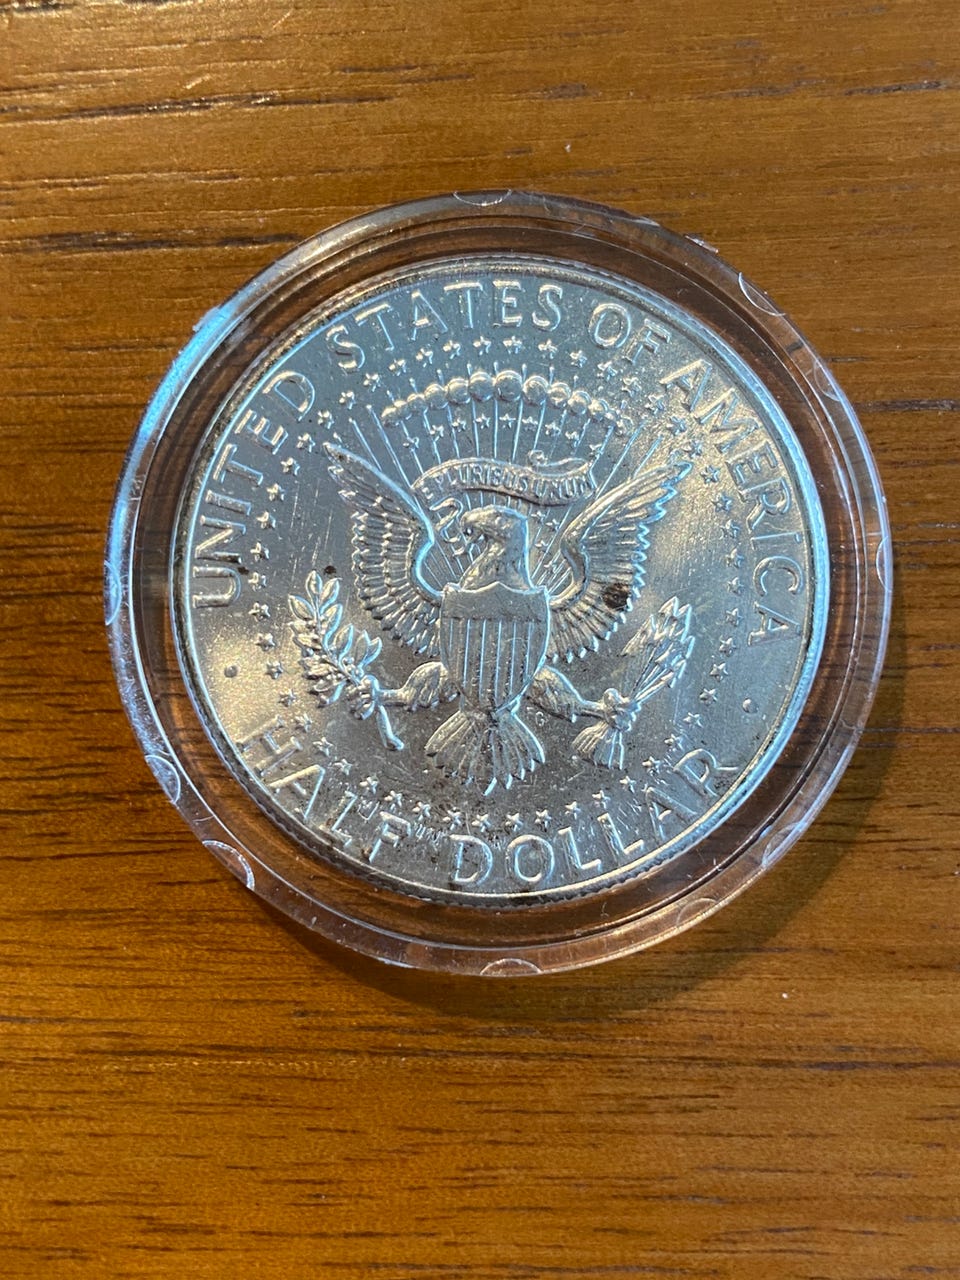 UNITED STATES OF AMERICA
E PLURIBUS UNUM
HALF DOLLAR